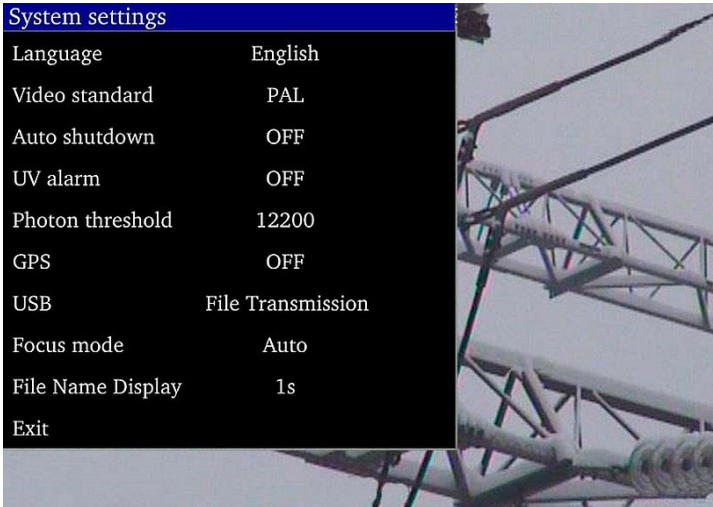 System settings
Language English
Video standard PAL
Auto shutdown OFF
UV alarm OFF
Photon threshold 12200
GPS OFF
USB File Transmission
Focus mode Auto
File Name Display 1s
Exit